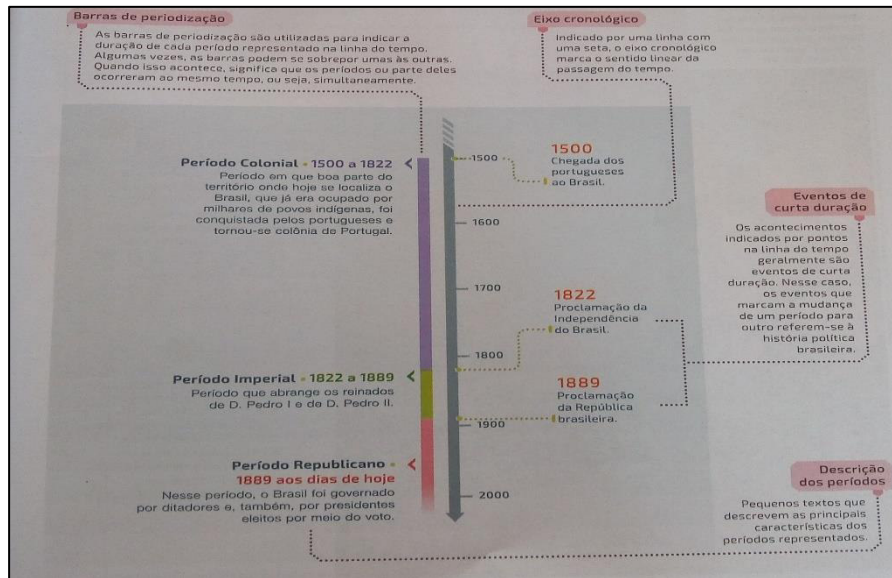 Barras de periodização
As barras de periodização são utilizadas para indicar a
duração de cada período representado na linha do tempo.
Algumas vezes, as barras podem se sobrepor umas às outras.
Quando isso acontece, significa que os períodos ou parte deles
ocorreram ao mesmo tempo, ou seja, simultaneamente.
Eixo cronológico
Indicado por uma linha com
uma seta, o eixo cronológico
marca o sentido linear da
passagem do tempo.
Período Colonial - 1500 a 1822
Período em que boa parte do
território onde hoje se localiza o
Brasil, que já era ocupado por
milhares de povos indígenas, foi
conquistada pelos portugueses e
tornou-se colônia de Portugal.
Período Imperial - 1822 a 1889
Período que abrange os reinados
de D. Pedro I e de D. Pedro II.
Período Republicano -
1889 aos dias de hoje
Nesse período, o Brasil foi governado
por ditadores e, também, por presidentes
eleitos por meio do voto.
1500
1600
1700
1800
1900
2000
1500
Chegada dos
portugueses
ao Brasil.
1822
Proclamação da
Independência
do Brasil.
1889
Proclamação
da República
brasileira.
Eventos de
curta duração
Os acontecimentos
indicados por pontos
na linha do tempo
geralmente são
eventos de curta
duração. Nesse caso,
os eventos que
marcam a mudança
de um período para
outro referem-se à
história política
brasileira.
Descrição
dos períodos
Pequenos textos que
descrevem as principais
características dos
períodos representados.